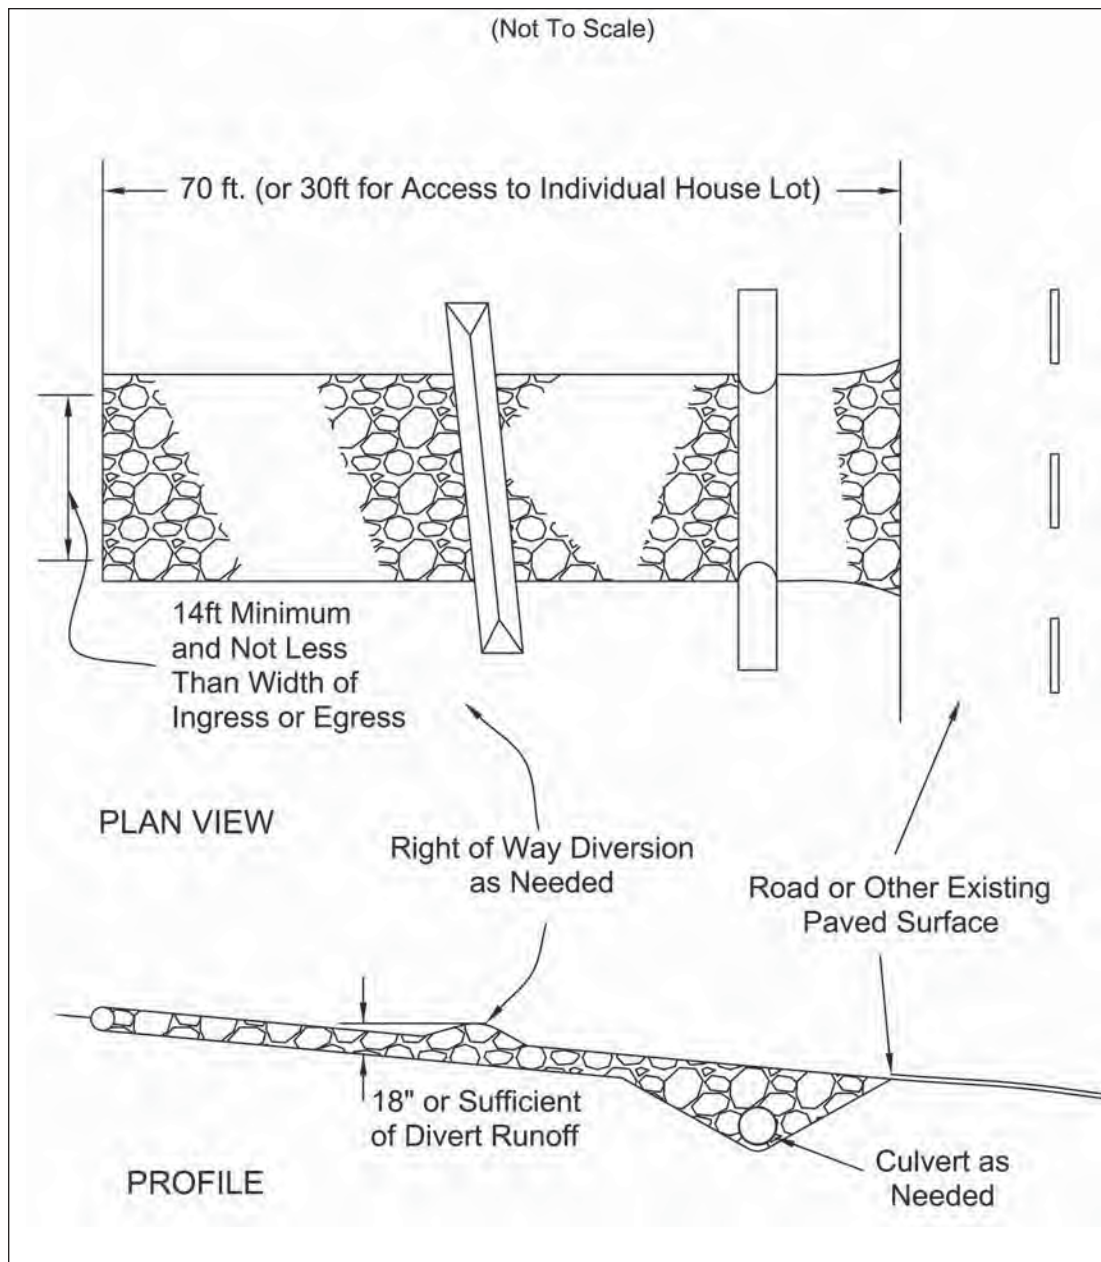 (Not To Scale)
70 ft. (or 30ft for Access to Individual House Lot)
14ft Minimum
and Not Less
Than Width of
Ingress or Egress
PLAN VIEW
Right of Way Diversion
as Needed
Road or Other Existing
Paved Surface
18" or Sufficient
of Divert Runoff
Culvert as
Needed
PROFILE